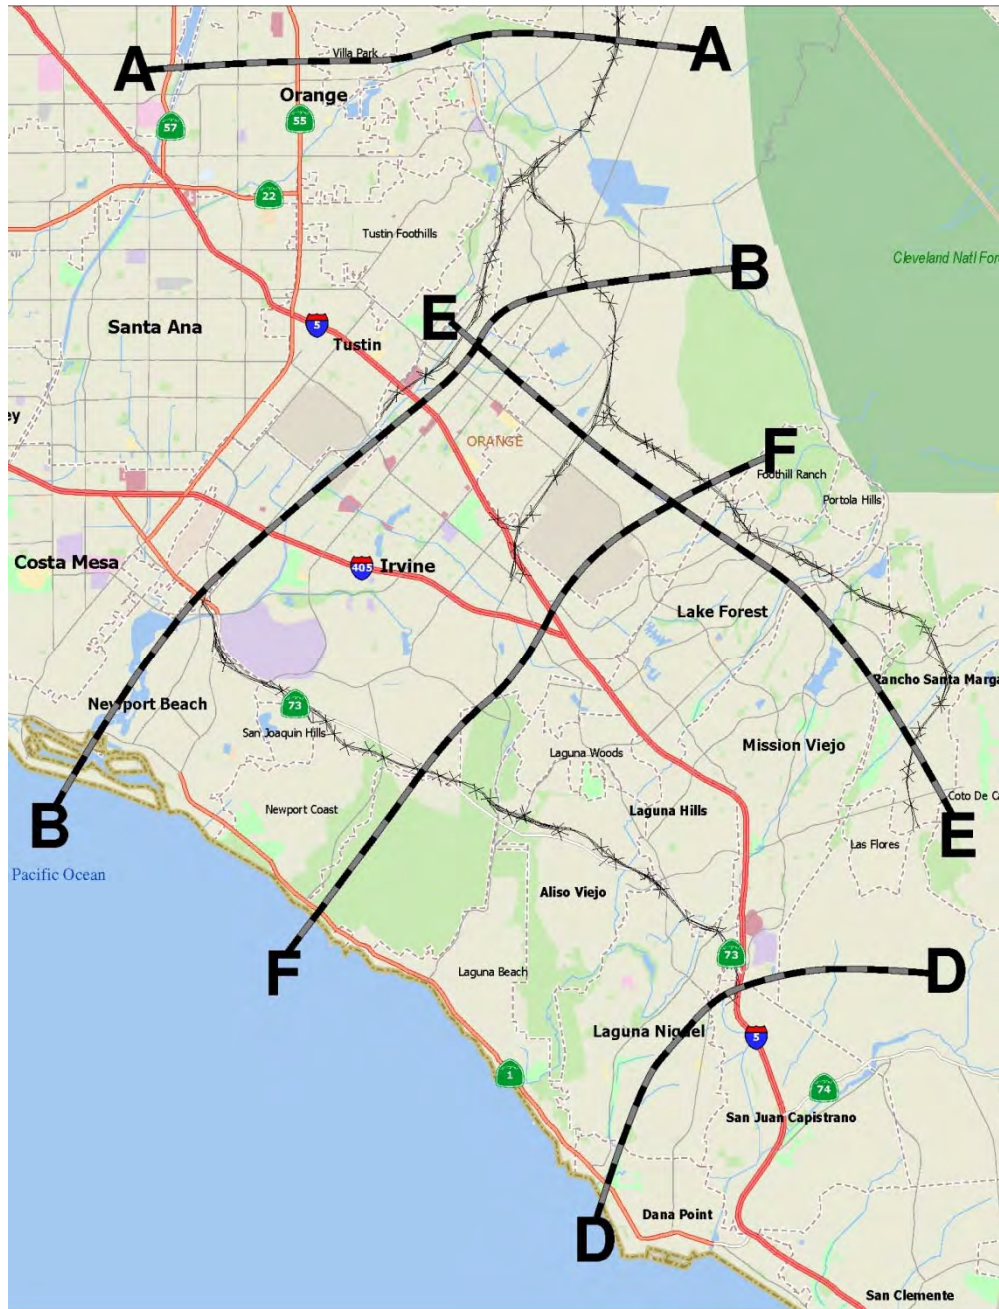 A
A
Villa Park
Orange
57
55
22
Tustin Foothills
B
Cleveland Natl For
E
Santa Ana
5
Tustin
ey
ORANGE
F
Foothill Ranch
Portola Hills
Costa Mesa
405
Irvine
Lake Forest
Rancho Santa Marga
Newport Beach
73
San Joaquin Hills
Laguna Woods
Mission Viejo
Newport Coast
Laguna Hills
Coto De Ca
B
Las Flores
E
Pacific Ocean
Aliso Viejo
F
Laguna Beach
73
D
Laguna Niguel
5
1
74
San Juan Capistrano
D
Dana Point
San Clemente